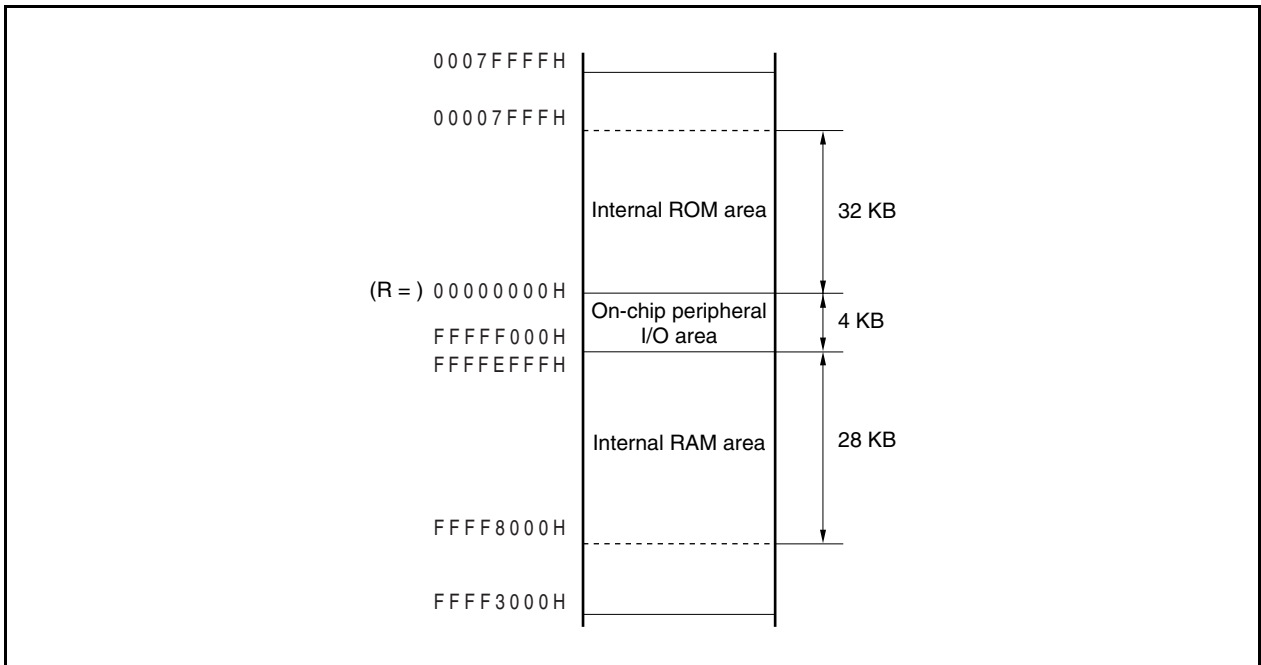 0007FFFFH
00007FFFH
Internal ROM area
32 KB
(R = ) 00000000H
On-chip peripheral
I/O area
4 KB
FFFFF000H
FFFFEFFFH
Internal RAM area
28 KB
FFFF8000H
FFFF3000H